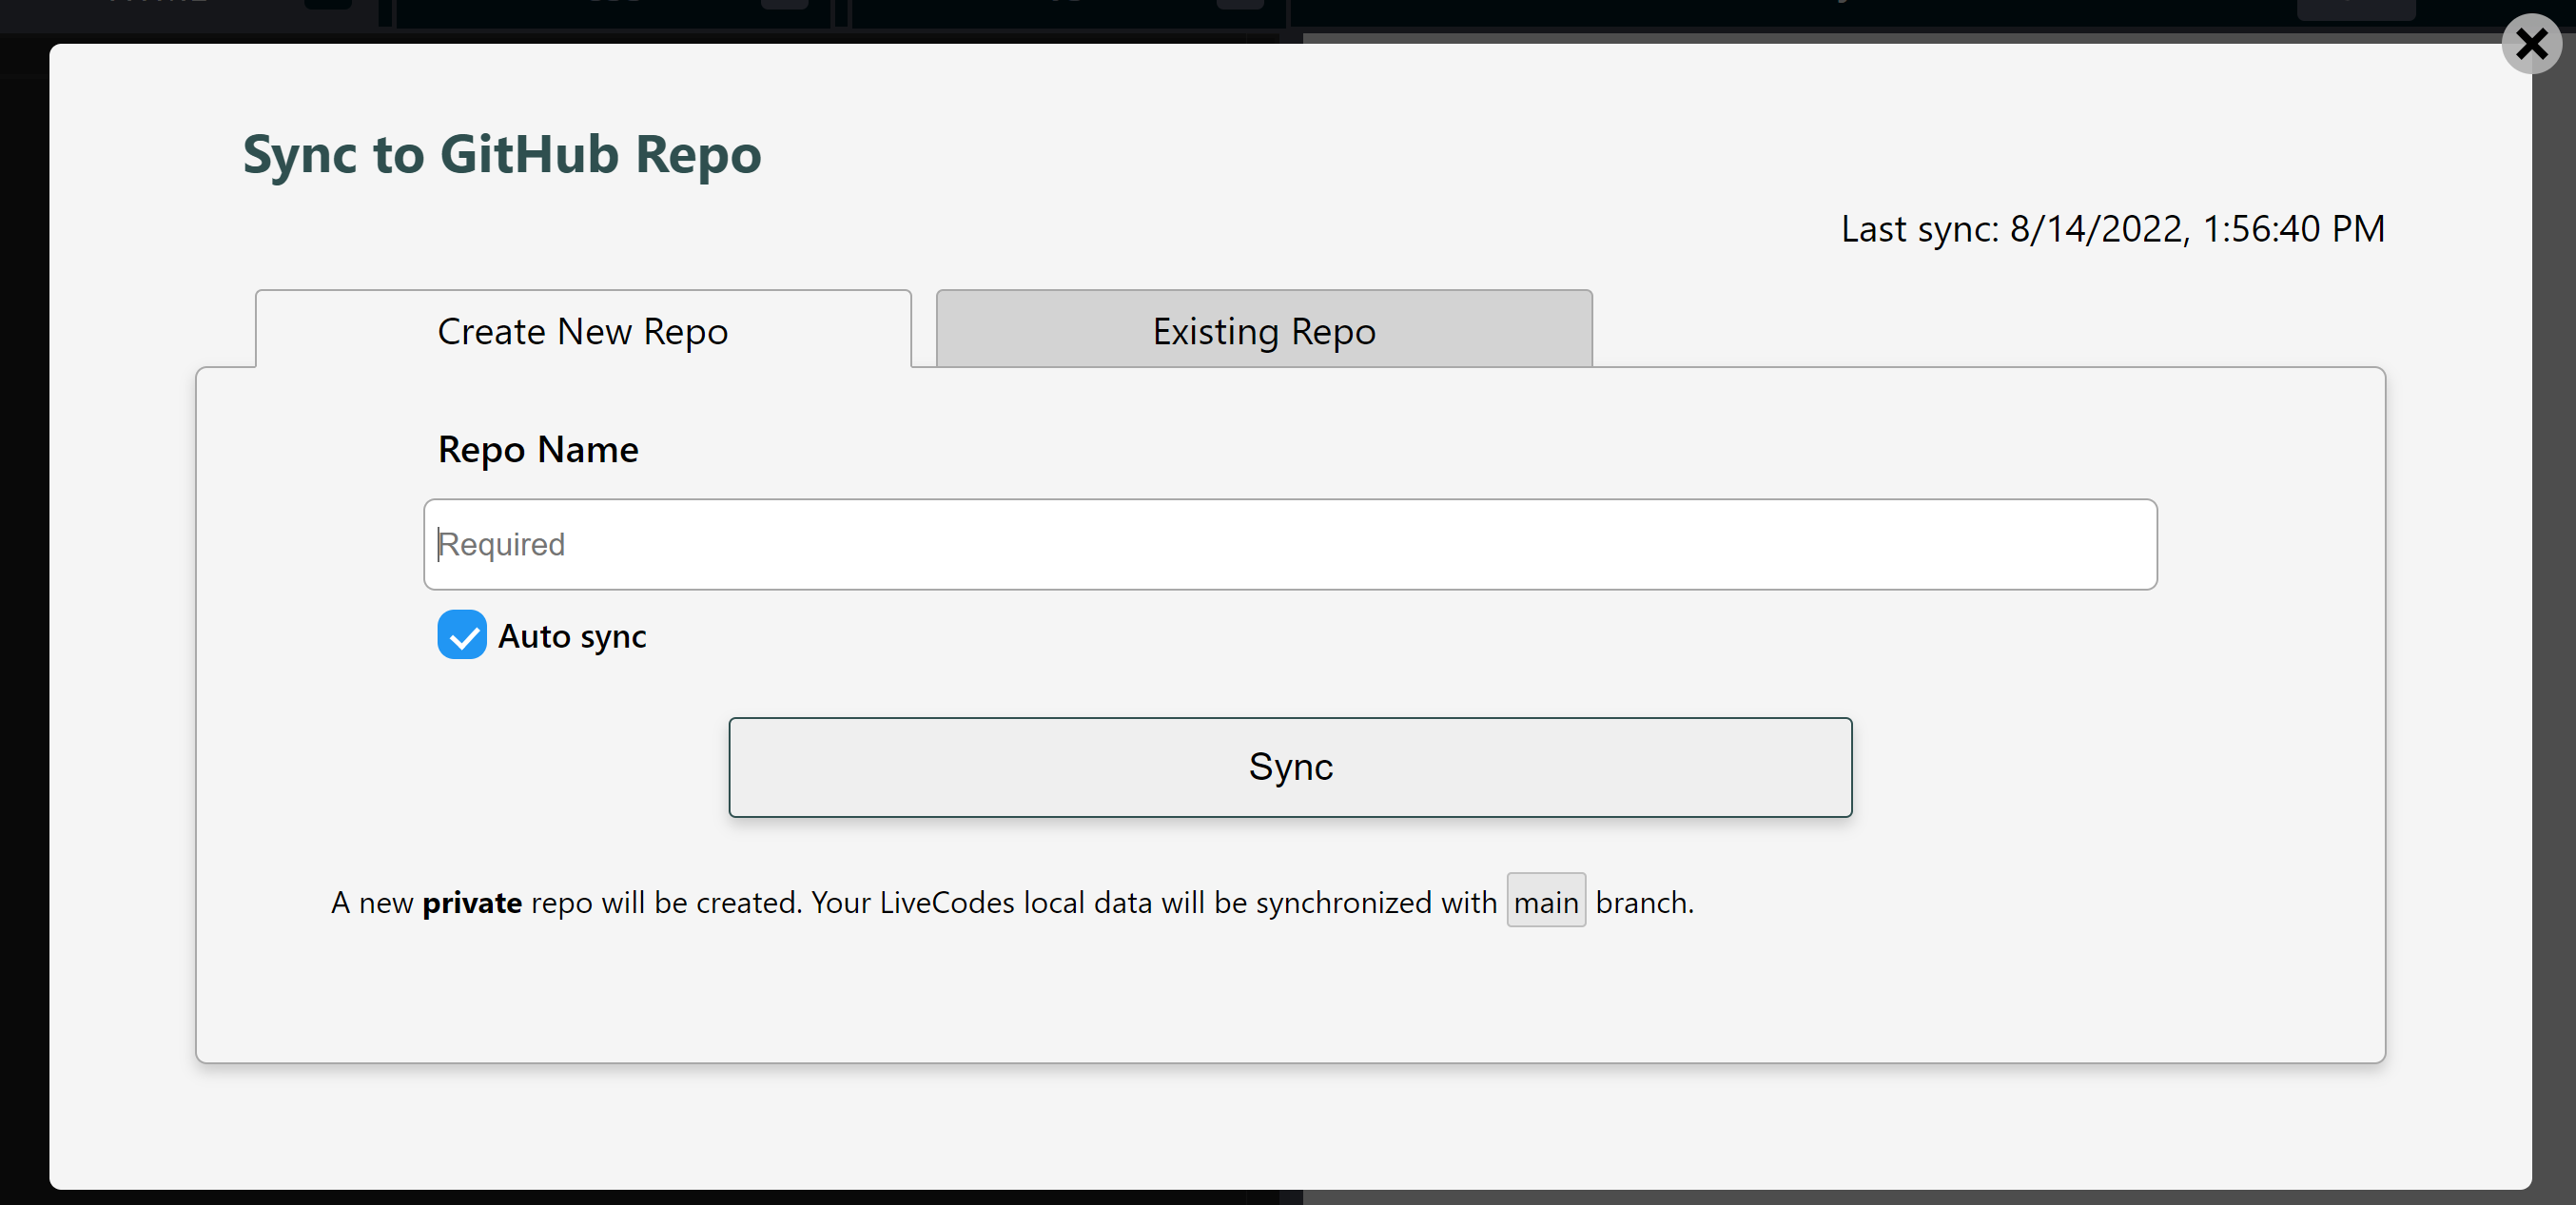 Sync to GitHub Repo
Last sync: 8/14/2022, 1:56:40 PM
Create New Repo
Existing Repo
Repo Name
Required
Auto sync
Sync
A new private repo will be created. Your LiveCodes local data will be synchronized with main branch.